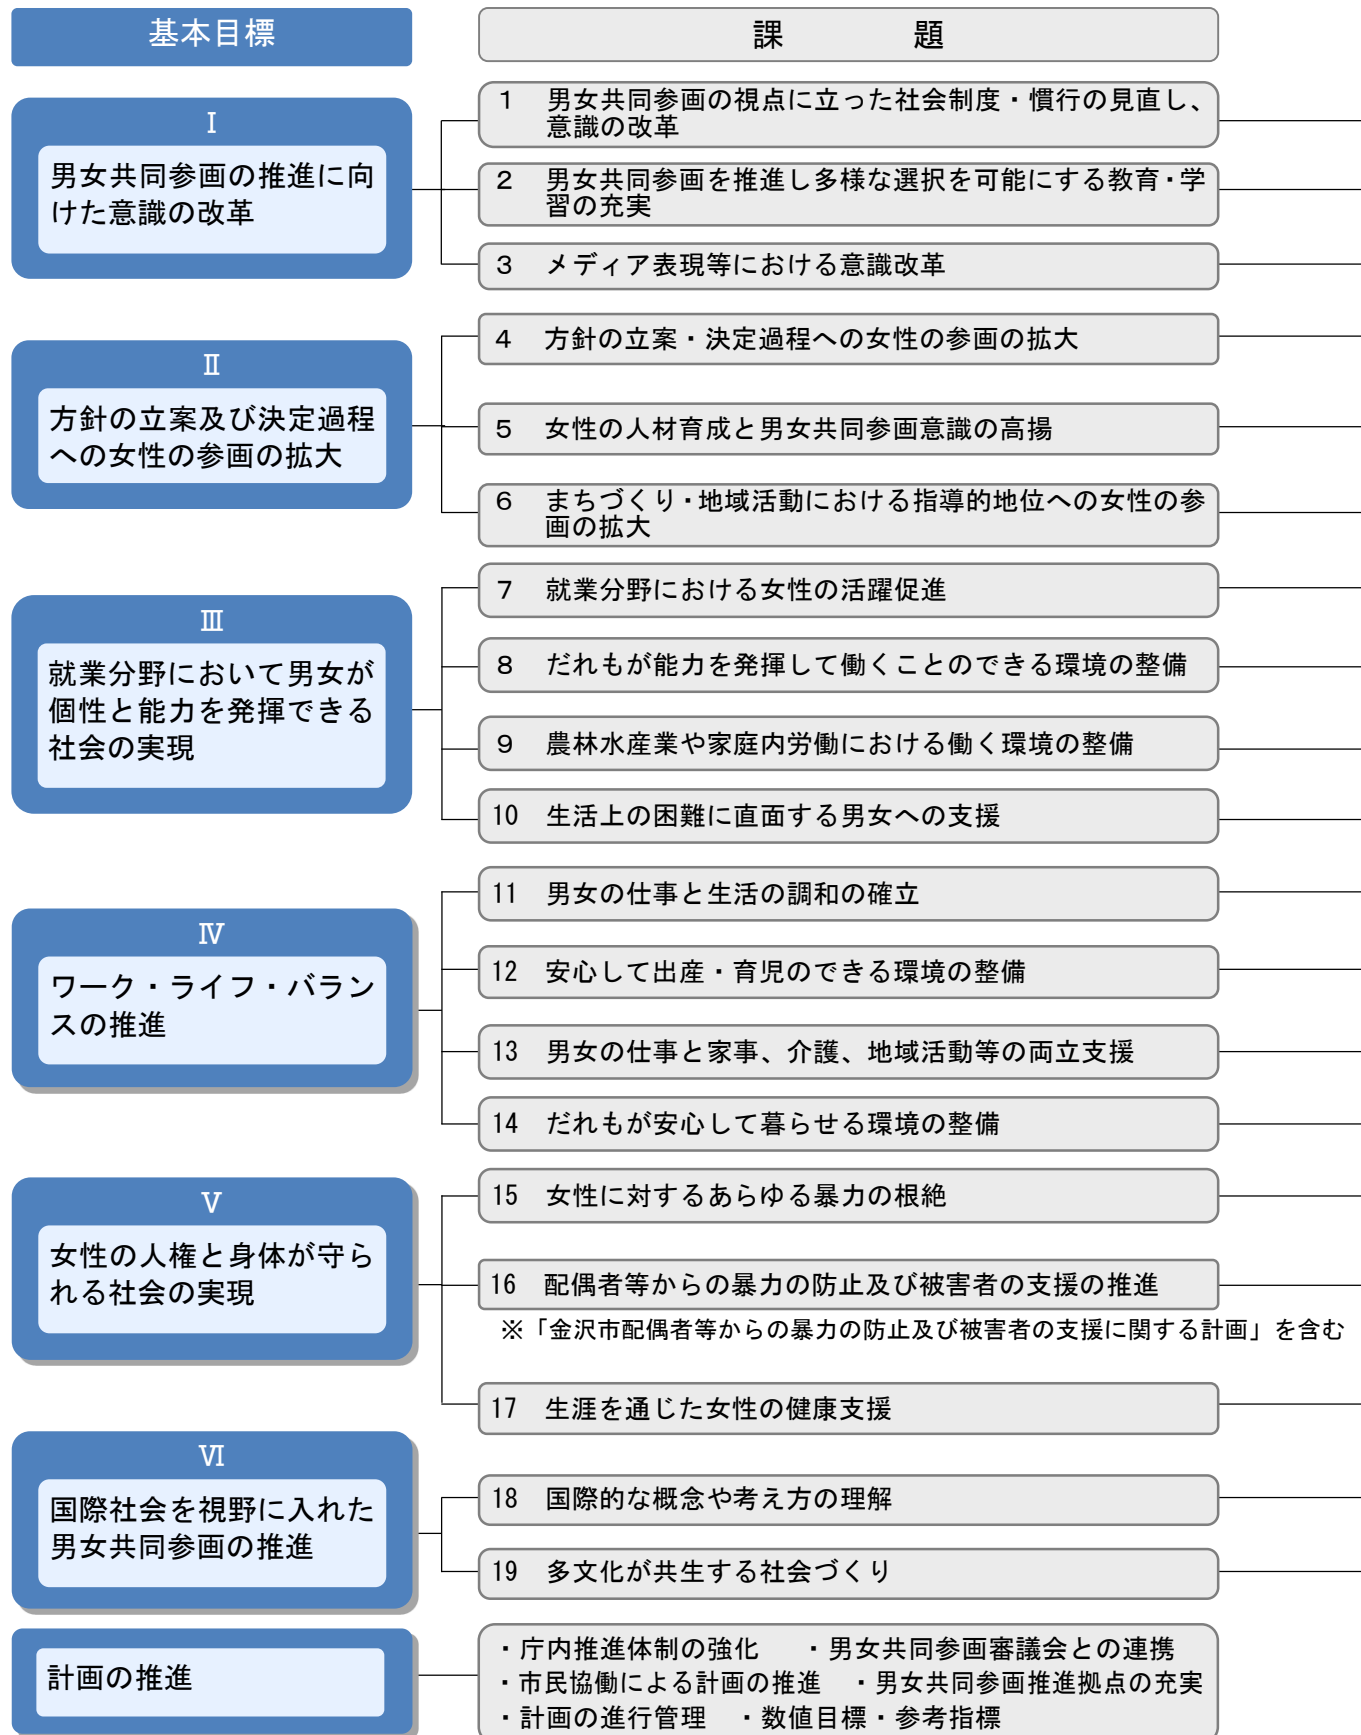 基本目標
課　題
Ⅰ
男女共同参画の推進に向
けた意識の改革
1　男女共同参画の視点に立った社会制度・慣行の見直し、
意識の改革
2　男女共同参画を推進し多様な選択を可能にする教育・学
習の充実
3　メディア表現等における意識改革
Ⅱ
方針の立案及び決定過程
への女性の参画の拡大
4　方針の立案・決定過程への女性の参画の拡大
5　女性の人材育成と男女共同参画意識の高揚
6　まちづくり・地域活動における指導的地位への女性の参
画の拡大
Ⅲ
就業分野において男女が
個性と能力を発揮できる
社会の実現
7　就業分野における女性の活躍促進
8　だれもが能力を発揮して働くことのできる環境の整備
9　農林水産業や家庭内労働における働く環境の整備
10　生活上の困難に直面する男女への支援
Ⅳ
ワーク・ライフ・バラン
スの推進
11　男女の仕事と生活の調和の確立
12　安心して出産・育児のできる環境の整備
13　男女の仕事と家事、介護、地域活動等の両立支援
14　だれもが安心して暮らせる環境の整備
Ⅴ
女性の人権と身体が守ら
れる社会の実現
15　女性に対するあらゆる暴力の根絶
16　配偶者等からの暴力の防止及び被害者の支援の推進
※「金沢市配偶者等からの暴力の防止及び被害者の支援に関する計画」を含む
17　生涯を通じた女性の健康支援
Ⅵ
国際社会を視野に入れた
男女共同参画の推進
18　国際的な概念や考え方の理解
19　多文化が共生する社会づくり
計画の推進
・庁内推進体制の強化　・男女共同参画審議会との連携
・市民協働による計画の推進　・男女共同参画推進拠点の充実
・計画の進行管理　・数値目標・参考指標